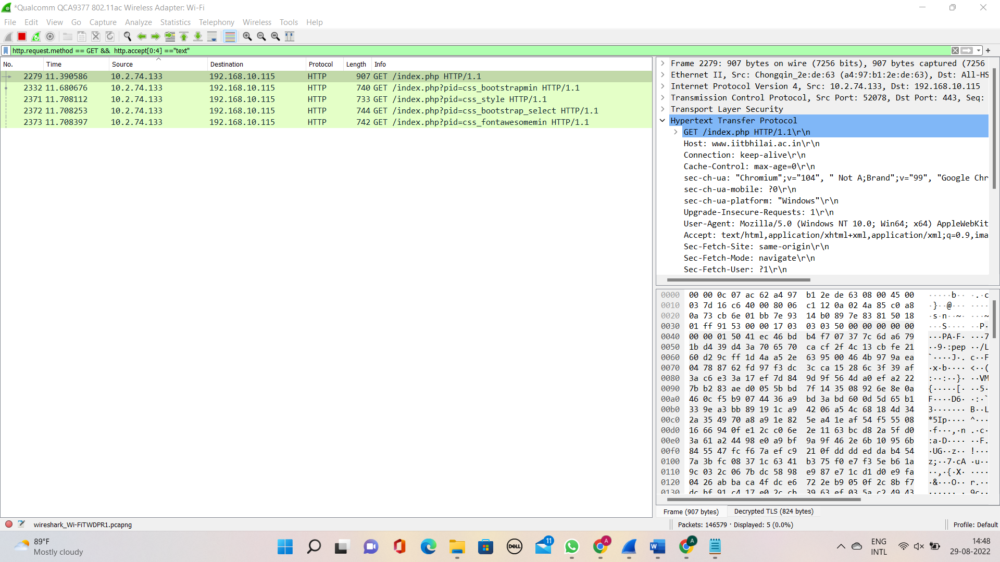 *Qualcomm QCA9377 802.11ac Wireless Adapter: Wi-Fi
File Edit View Go Capture Analyze Statistics Telephony Wireless Tools Help
http.request.method == GET && http.accept[0:4] =="text"
No. Time Source Destination Protocol Length Info
2279 11.390586 10.2.74.133 192.168.10.115 HTTP 907 GET /index.php HTTP/1.1
2332 11.680676 10.2.74.133 192.168.10.115 HTTP 740 GET /index.php?pid=css_bootstrapmin HTTP/1.1
2371 11.708112 10.2.74.133 192.168.10.115 HTTP 733 GET /index.php?pid=css_style HTTP/1.1
2372 11.708253 10.2.74.133 192.168.10.115 HTTP 744 GET /index.php?pid=css_bootstrap_select HTTP/1.1
2373 11.708397 10.2.74.133 192.168.10.115 HTTP 742 GET /index.php?pid=css_fontawesomemin HTTP/1.1
Frame 2279: 907 bytes on wire (7256 bits), 907 bytes captured (7256
Ethernet II, Src: Chongqin_2e:de:63 (a4:97:b1:2e:de:63), Dst: All-HS
Internet Protocol Version 4, Src: 10.2.74.133, Dst: 192.168.10.115
Transmission Control Protocol, Src Port: 52078, Dst Port: 443, Seq:
Transport Layer Security
Hypertext Transfer Protocol
GET /index.php HTTP/1.1\r\n
Host: www.iitbhilai.ac.in\r\n
Connection: keep-alive\r\n
Cache-Control: max-age=0\r\n
sec-ch-ua: "Chromium";v="104", " Not A;Brand";v="99", "Google Chr
sec-ch-ua-mobile: ?0\r\n
sec-ch-ua-platform: "Windows"\r\n
Upgrade-Insecure-Requests: 1\r\n
User-Agent: Mozilla/5.0 (Windows NT 10.0; Win64; x64) AppleWebKit
Accept: text/html,application/xhtml+xml,application/xml;q=0.9,ima
Sec-Fetch-Site: same-origin\r\n
Sec-Fetch-Mode: navigate\r\n
Sec-Fetch-User: ?1\r\n
0000 00 00 0c 07 ac 62 a4 97 b1 2e de 63 08 00 45 00 ·····b·· ·.·c
0010 03 7d 16 c6 40 00 80 06 c1 12 0a 02 4a 85 c0 a8 ·}··@··· ····
0020 0a 73 cb 6e 01 bb 7e 93 14 b0 89 7e 83 81 50 18 ·s·n··~· ···~
0030 01 ff 91 53 00 00 17 03 03 03 50 00 00 00 00 00 ···S···· ··P·
0040 00 00 01 50 41 ec 46 bd b4 f7 07 37 7c 6d a6 79 ···PA·F· ···7
0050 1b d4 39 d4 3a 70 65 70 ca cf 2f 4c 13 cb fe 21 ··9·:pep ··/L
0060 60 d2 9c ff 1d 4a a5 2e 63 95 00 46 4b 97 9a ea `····J·. c··F
0070 04 78 87 62 fd 97 f3 dc 3c ca 15 28 6c 3f 39 af ·x·b···· <··(
0080 3a c6 e3 3a 17 ef 7d 84 9d 9f 56 4d a0 ef a2 22 :··:··}· ··VM
0090 7b b2 83 ae d0 05 5b bd 7f 14 35 08 92 6e 8e 0a {·····[· ··5·
00a0 46 0c f5 b9 07 44 36 a9 bd 3a bd 60 0d 5d 65 b1 F····D6· ·:·`
00b0 33 9e a3 bb 89 19 1c a9 42 06 a5 4c 68 18 4d 34 3······· B··L
00c0 2a 35 49 70 a8 a9 1e 82 5e a4 1e af 54 f5 55 08 *5Ip···· ^···
00d0 16 66 94 0f e1 2c c0 6e 2e 11 63 bc d8 2a 5f d0 ·f···,·n .·c·
00e0 3a 61 a2 44 98 e0 a9 bf 9a 9f 46 2e 6b 10 95 6b :a·D···· ··F.
00f0 84 55 47 fc f6 7a ef c9 21 0f dd dd ed da b4 54 ·UG··z·· !···
0100 7a 3b fc 08 37 1c 63 41 b3 75 f0 e7 f3 5e b6 1a z;··7·cA ·u··
0110 9c 03 2c 06 7b dc 58 98 e9 87 e7 1c d1 d0 e9 fa ··,·{·X· ····
0120 04 26 ab ba ca 4f dc e6 72 2e b9 05 0f 2c 8b f7 ·&···O·· r.··
0130 dc bf 91 c4 17 e0 2c cb 39 63 ef 03 5a c2 49 43 ······,· 9c··
Frame (907 bytes) Decrypted TLS (824 bytes)
wireshark_Wi-FiTWDPR1.pcapng Packets: 146579 · Displayed: 5 (0.0%) Profile: Default
89°F
Mostly cloudy
DELL
11
A
A
ENG
INTL
14:48
29-08-2022